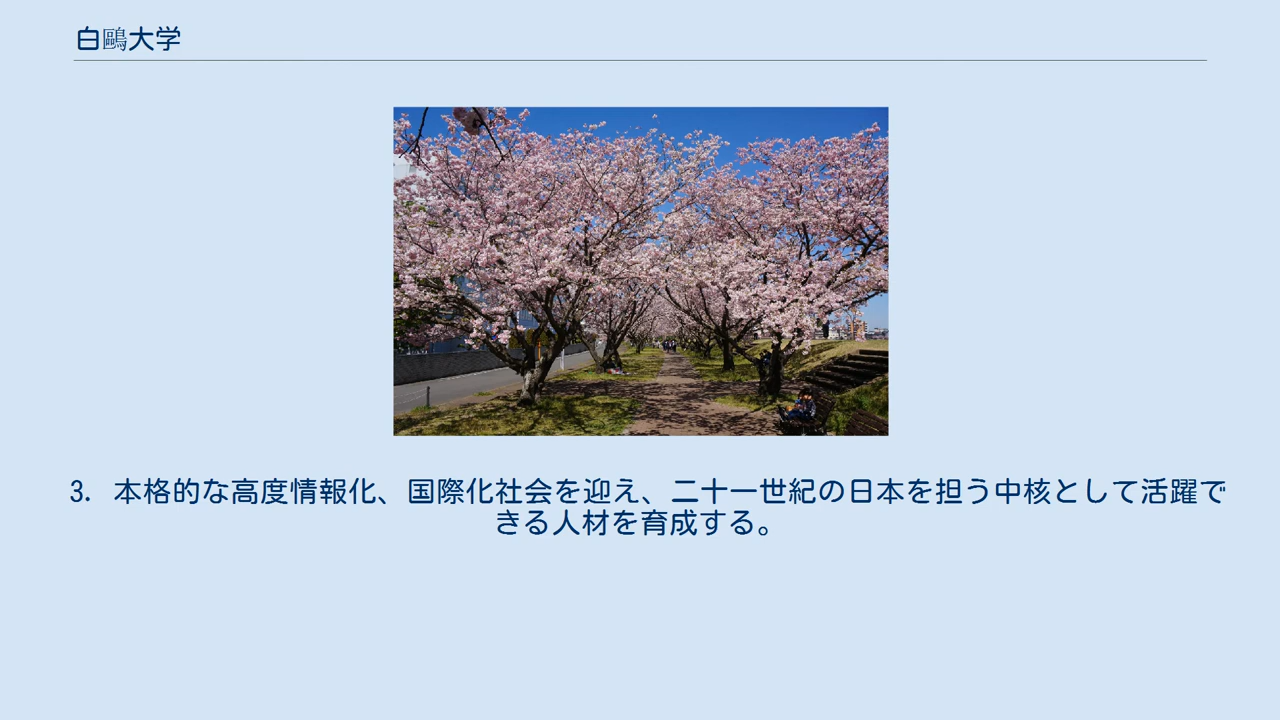 白鷗大学
3. 本格的な高度情報化、国際化社会を迎え、二十一世紀の日本を担う中核として活躍で
きる人材を育成する。